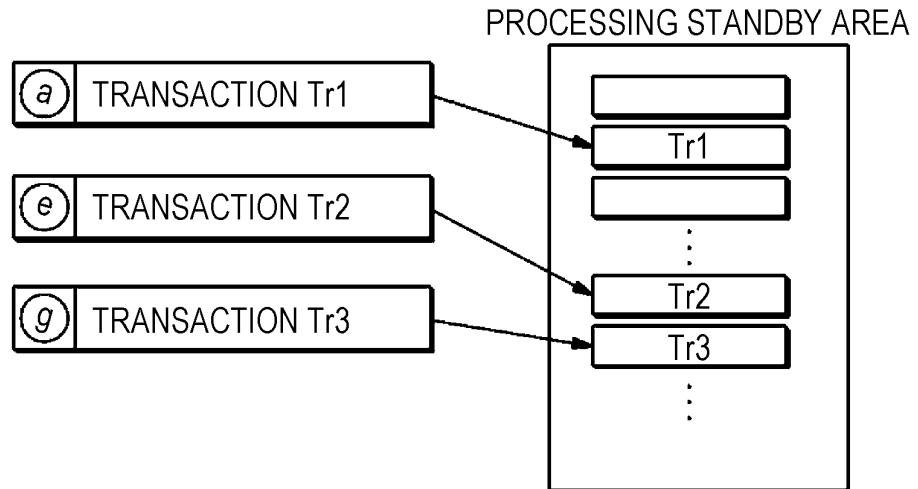 PROCESSING STANDBY AREA
a TRANSACTION Tr1
Tr1
e TRANSACTION Tr2
Tr2
g TRANSACTION Tr3
Tr3